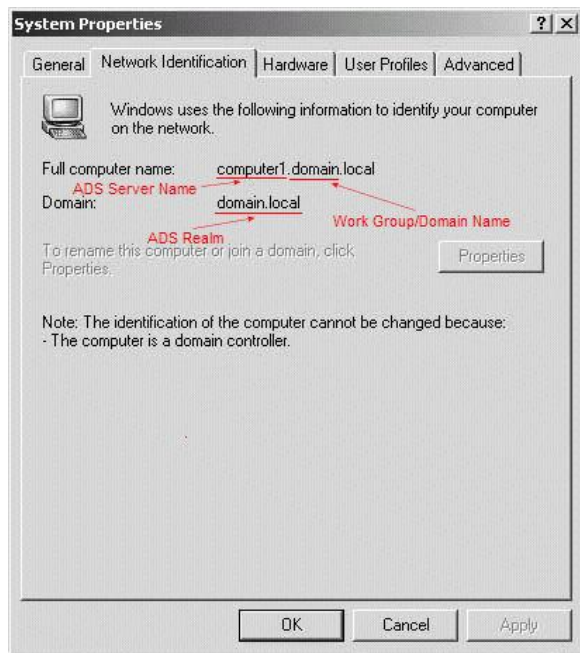 System Properties
? ×
General Network Identification Hardware User Profiles Advanced
Windows uses the following information to identify your computer
on the network.
Full computer name: computer1.domain.local
ADS Server Name
Domain: domain.local
Work Group/Domain Name
ADS Realm
To rename this computer or join a domain, click
Properties.
Properties
Note: The identification of the computer cannot be changed because:
- The computer is a domain controller.
OK Cancel Apply